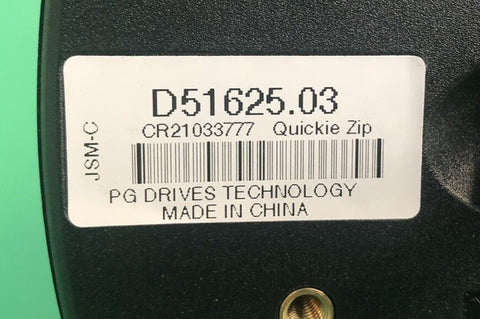 D51625.03
CR21033777 Quickie Zip
JSM-C
PG DRIVES TECHNOLOGY
MADE IN CHINA